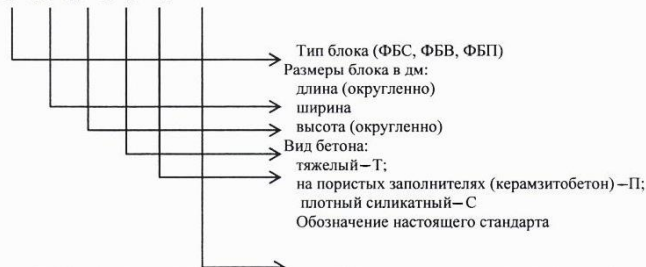 Тип блока (ФБС, ФБВ, ФБП)
Размеры блока в дм:
длина (округленно)
ширина
высота (округленно)
Вид бетона:
тяжелый–Т;
на пористых заполнителях (керамзитобетон)–П;
плотный силикатный–С
Обозначение настоящего стандарта